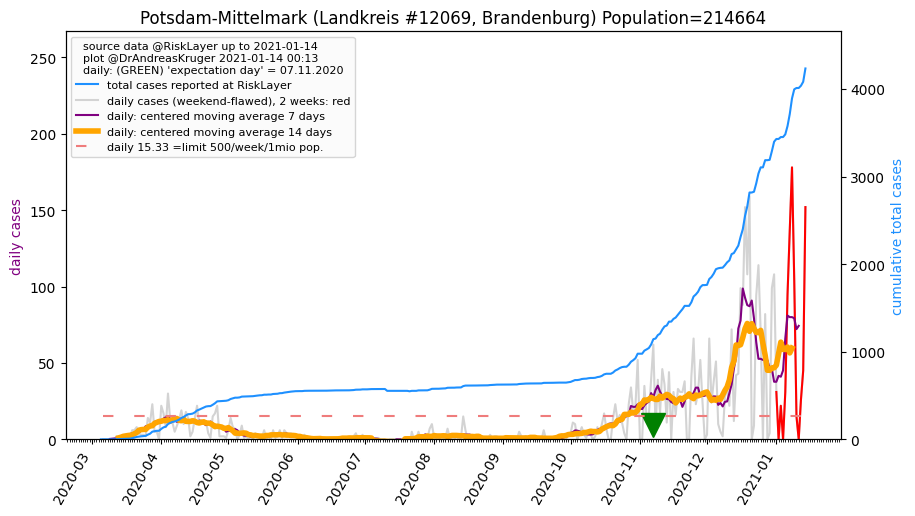 Potsdam-Mittelmark (Landkreis #12069, Brandenburg) Population=214664
source data @RiskLayer up to 2021-01-14
plot @DrAndreasKruger 2021-01-14 00:13
daily: (GREEN) 'expectation day' = 07.11.2020
total cases reported at RiskLayer
daily cases (weekend-flawed), 2 weeks: red
daily: centered moving average 7 days
daily: centered moving average 14 days
daily 15.33 =limit 500/week/1mio pop.
daily cases
250
200
150
100
50
0
cumulative total cases
4000
3000
2000
1000
0
2020-03
2020-04
2020-05
2020-06
2020-07
2020-08
2020-09
2020-10
2020-11
2020-12
2021-01